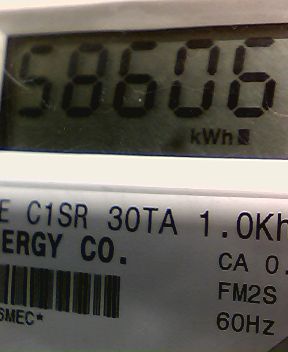 58606
kWh
E C1SR 30TA 1.0Kh
ERGY CO.
CA 0.
FM2S
SMEC*
60Hz